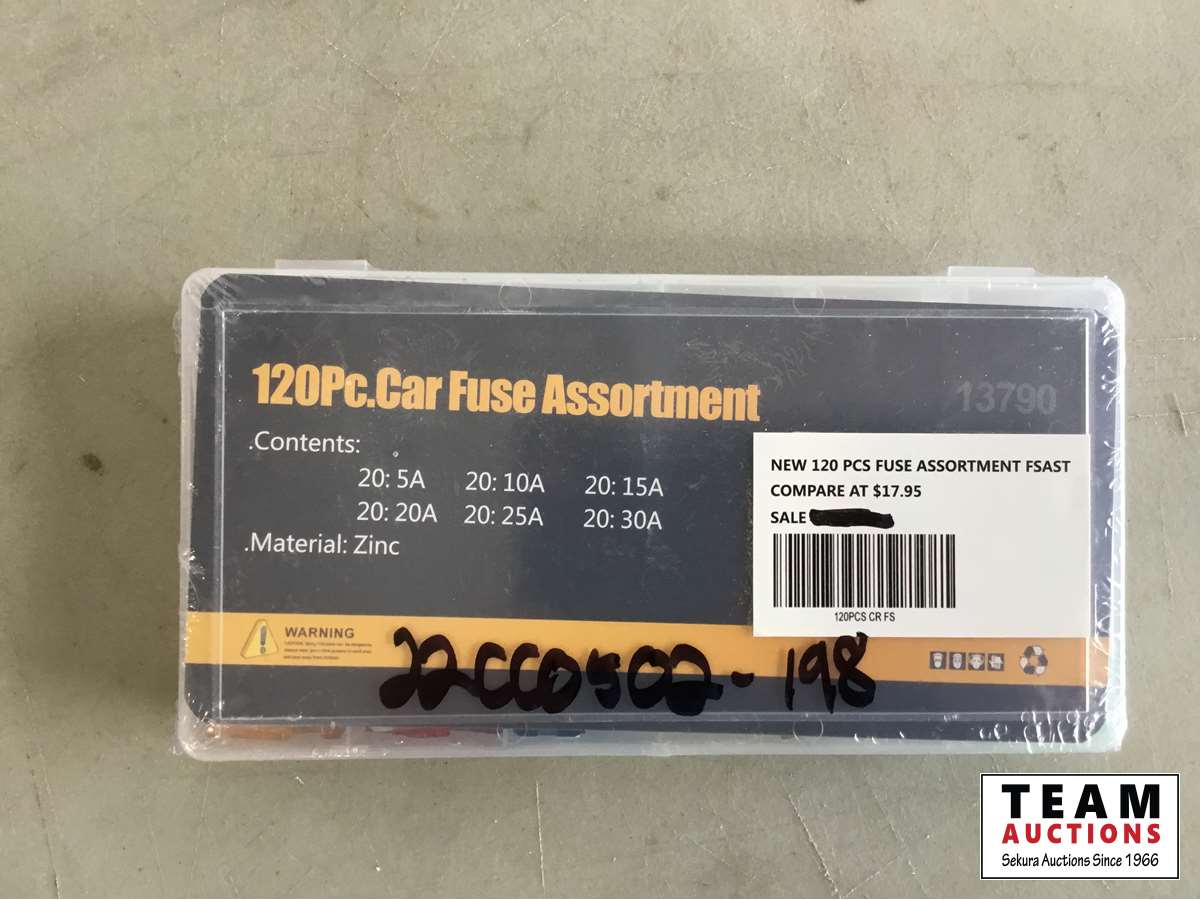 120Pc.Car Fuse Assortment
13790
.Contents:
20: 5A 20: 10A 20: 15A
20: 20A 20: 25A 20: 30A
.Material: Zinc
NEW 120 PCS FUSE ASSORTMENT FSAST
COMPARE AT $17.95
SALE
120PCS CR FS
WARNING
22CC0502-198
TEAM
AUCTIONS
Sekura Auctions Since 1966